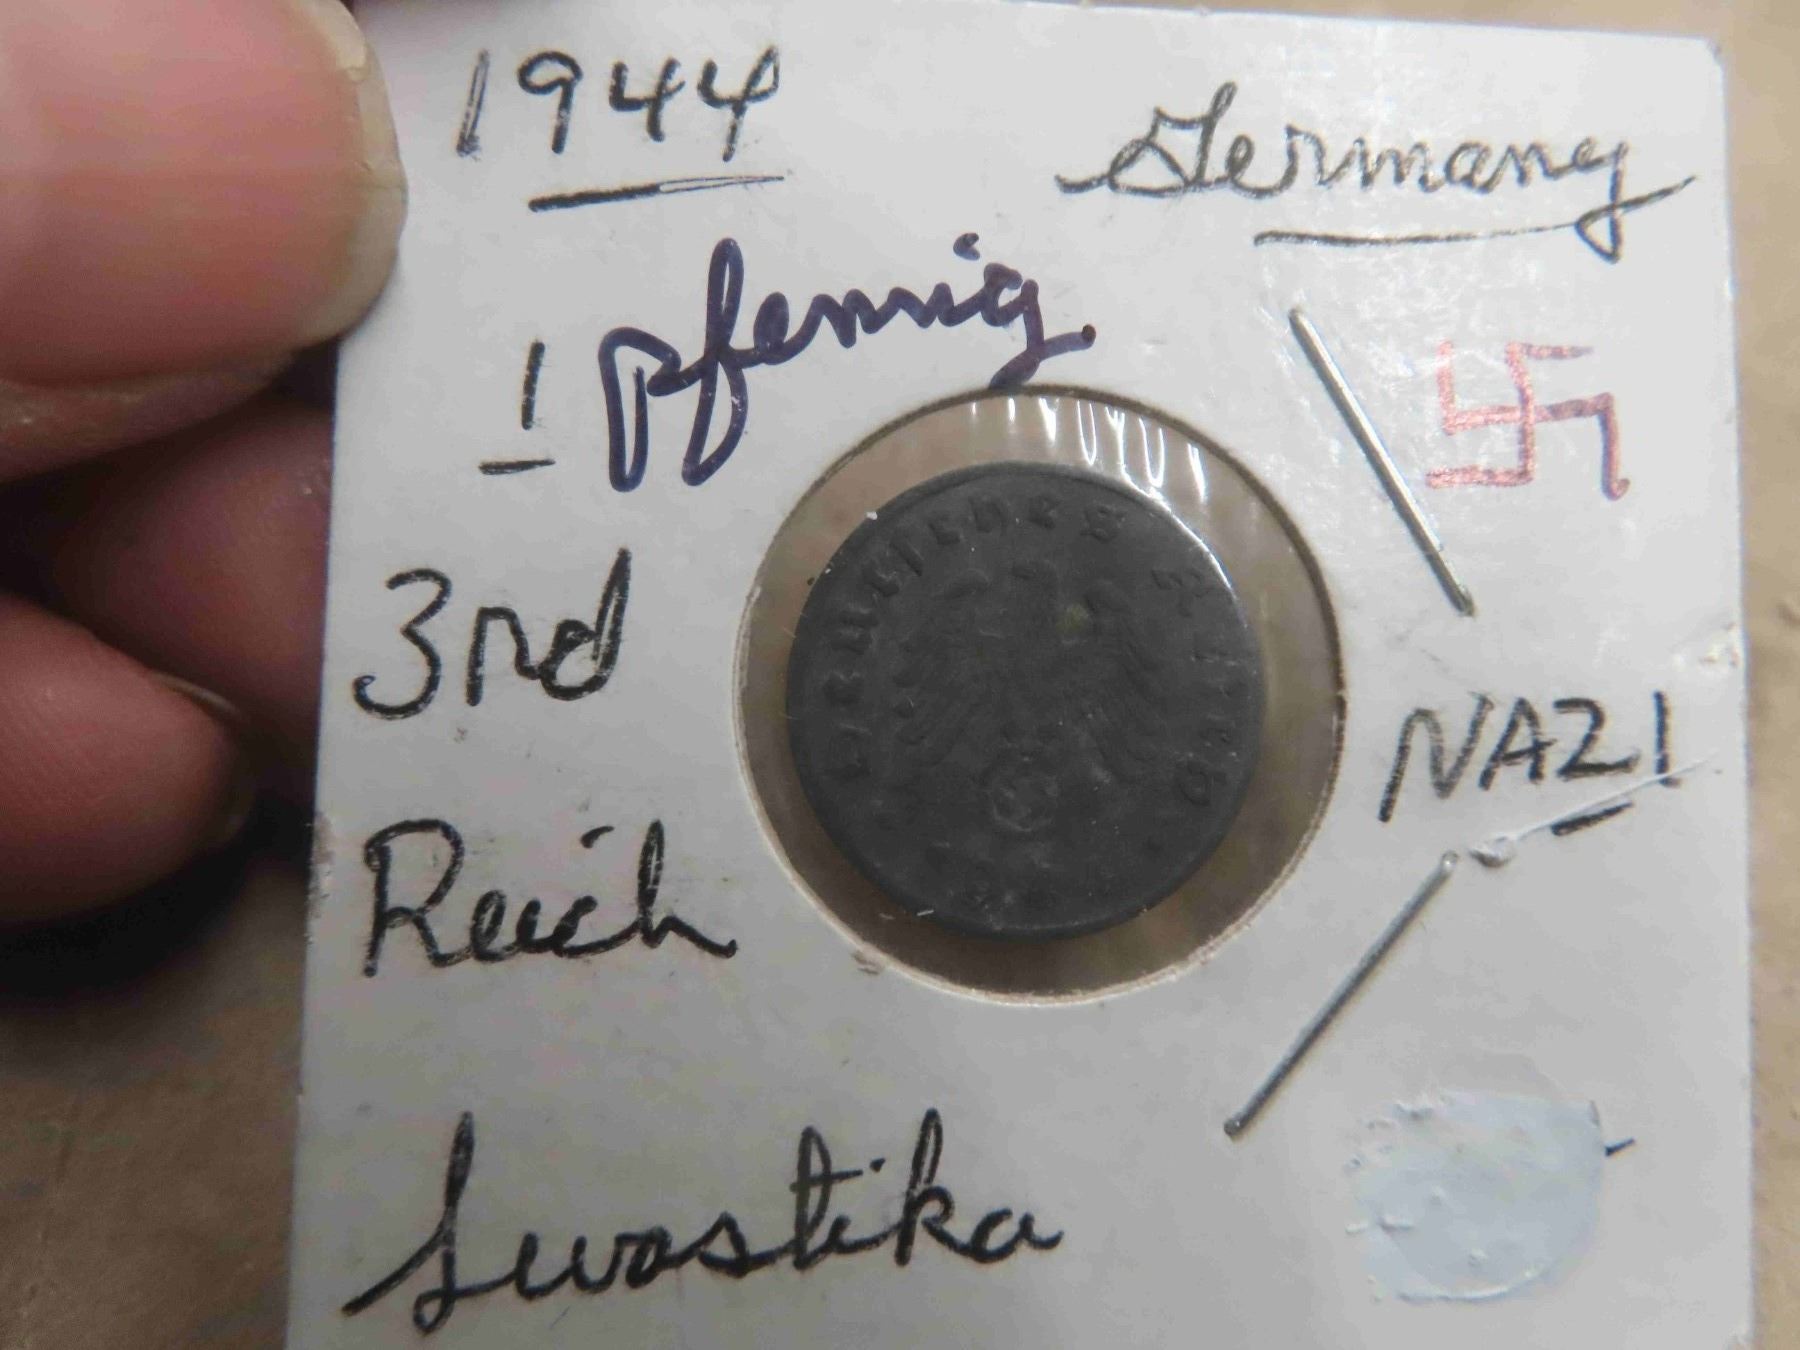 1944
Germany
1 Pfennig.
3rd
NAZI
Reich
Swastika